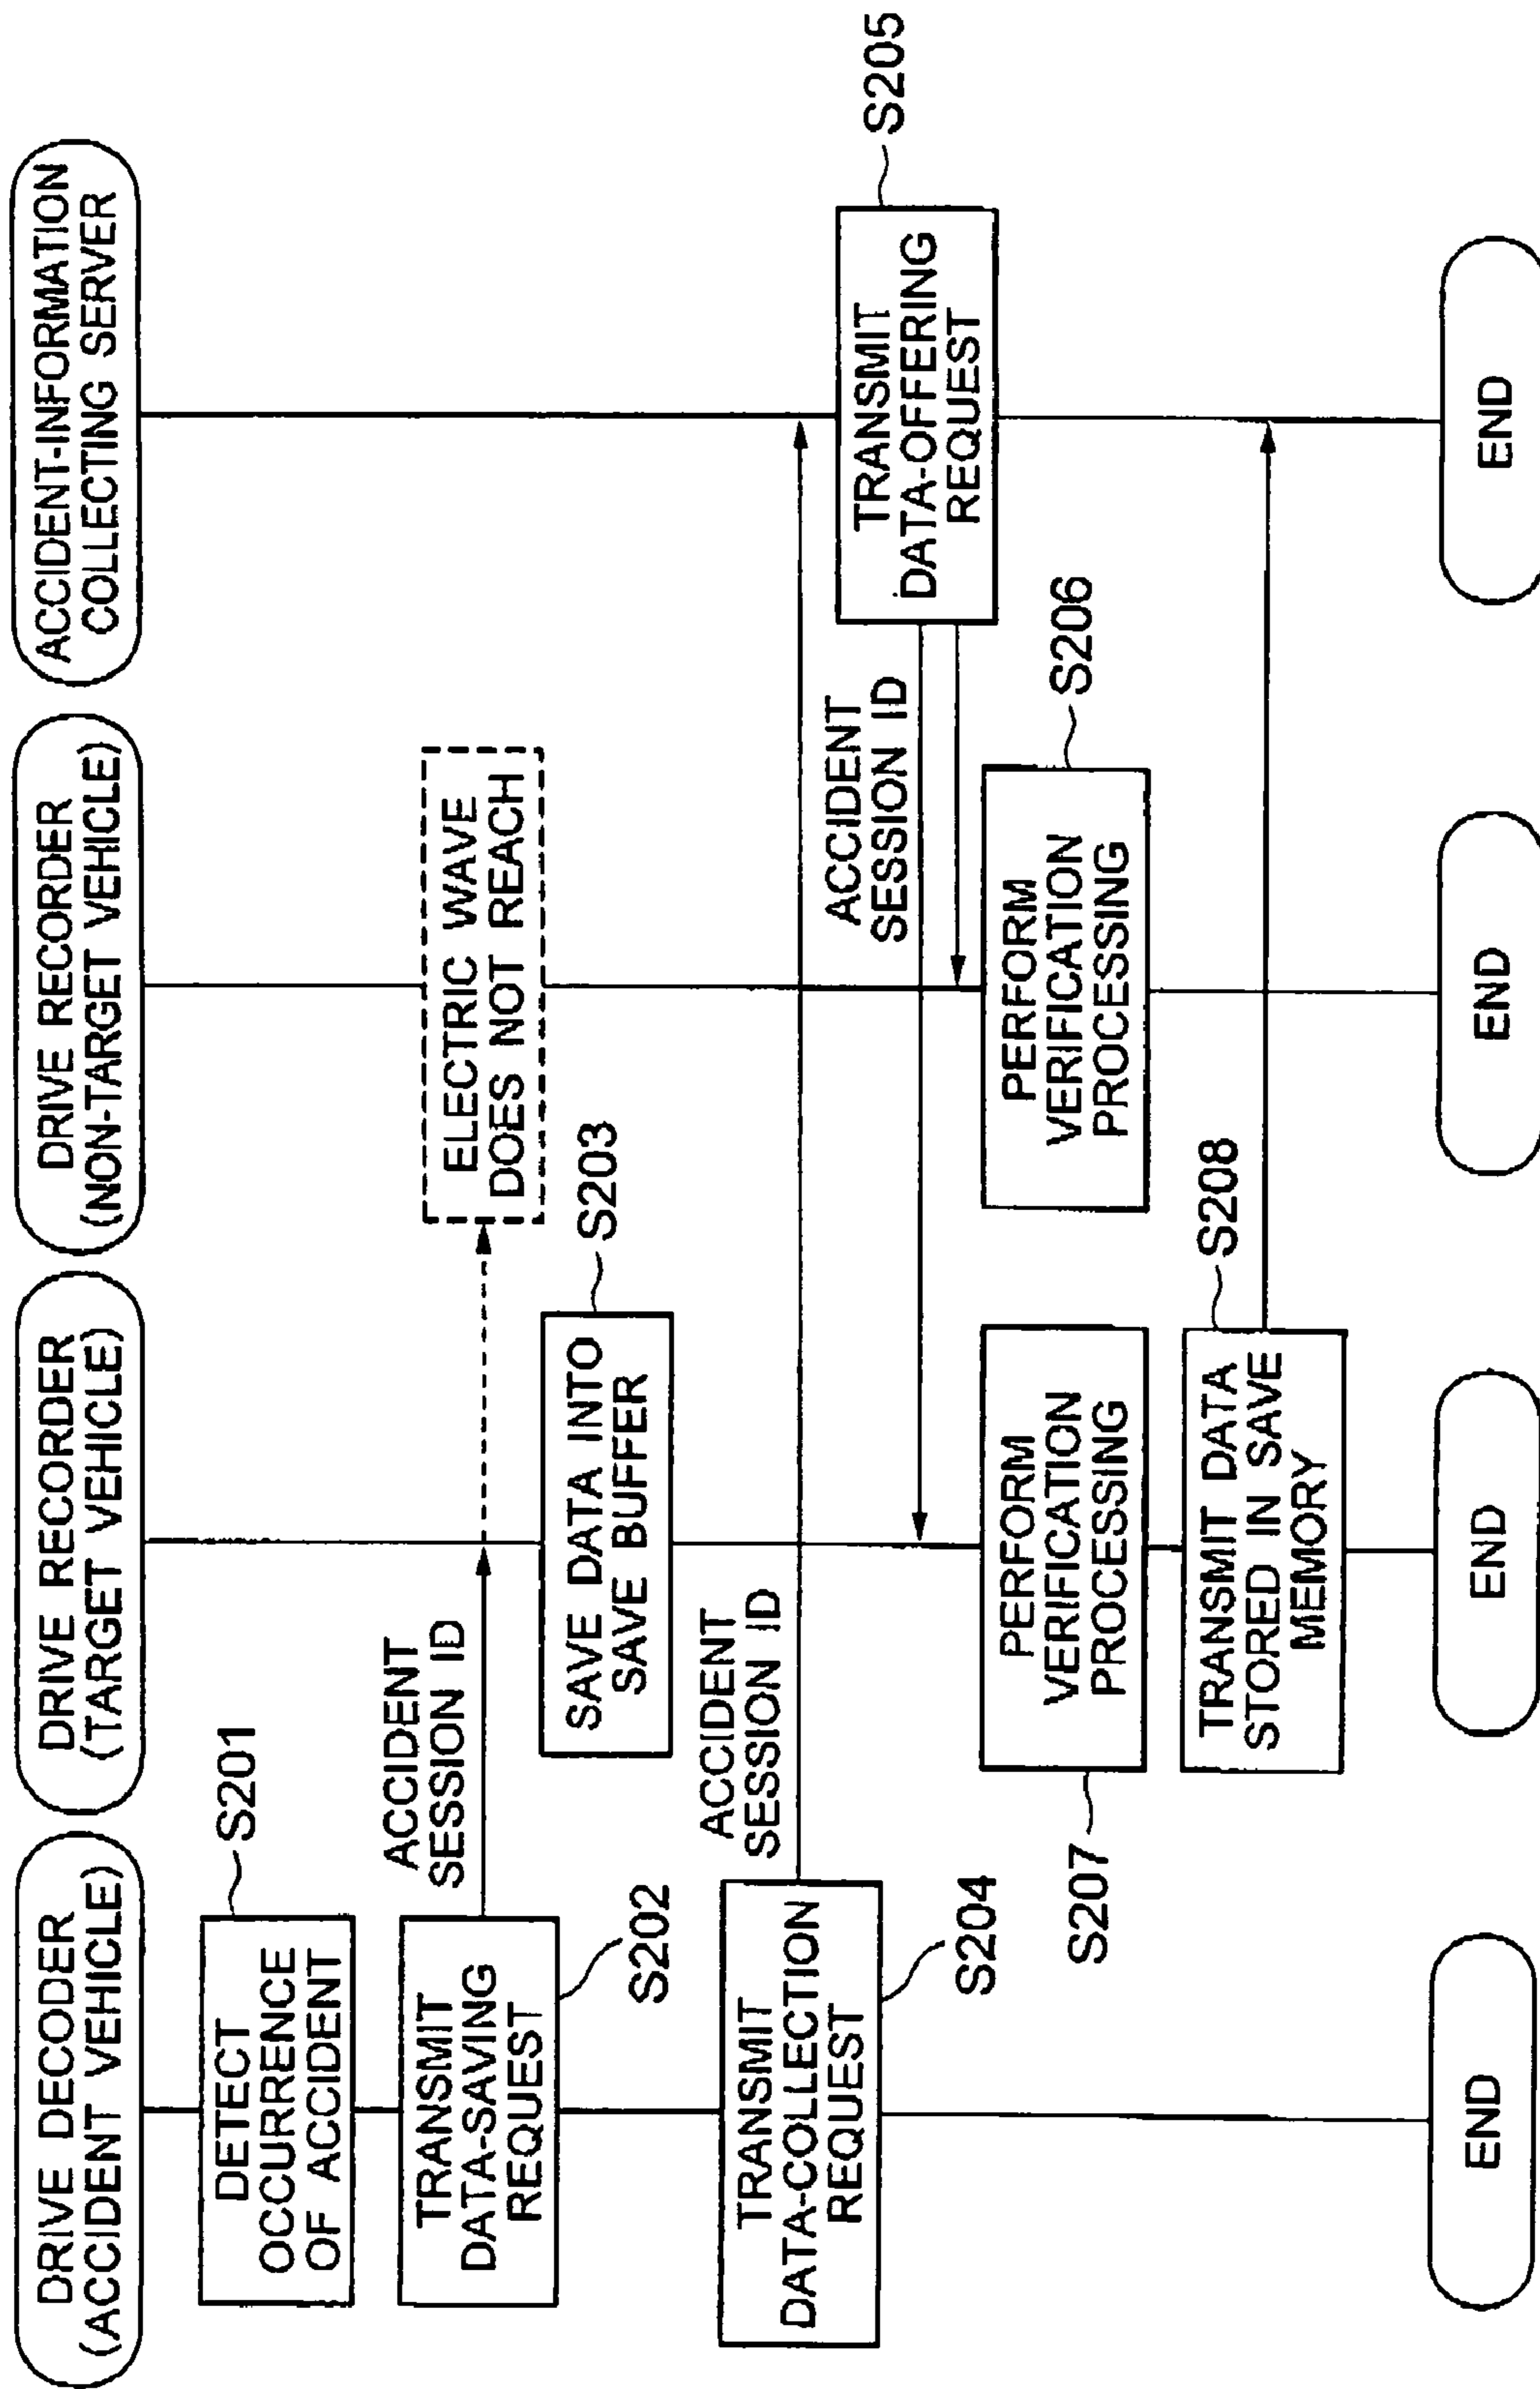 DRIVE DECODER
(ACCIDENT VEHICLE)
DRIVE RECORDER
(TARGET VEHICLE)
DRIVE RECORDER
(NON-TARGET VEHICLE)
ACCIDENT-INFORMATION
COLLECTING SERVER
DETECT
OCCURRENCE
OF ACCIDENT
S201
TRANSMIT
DATA-SAVING
REQUEST
S202
ACCIDENT
SESSION ID
ELECTRIC WAVE
DOES NOT REACH
SAVE DATA INTO
SAVE BUFFER
S203
TRANSMIT
DATA-COLLECTION
REQUEST
S204
ACCIDENT
SESSION ID
TRANSMIT
DATA-OFFERING
REQUEST
S205
ACCIDENT
SESSION ID
PERFORM
VERIFICATION
PROCESSING
S206
PERFORM
VERIFICATION
PROCESSING
S207
TRANSMIT DATA
STORED IN SAVE
MEMORY
S208
END
END
END
END